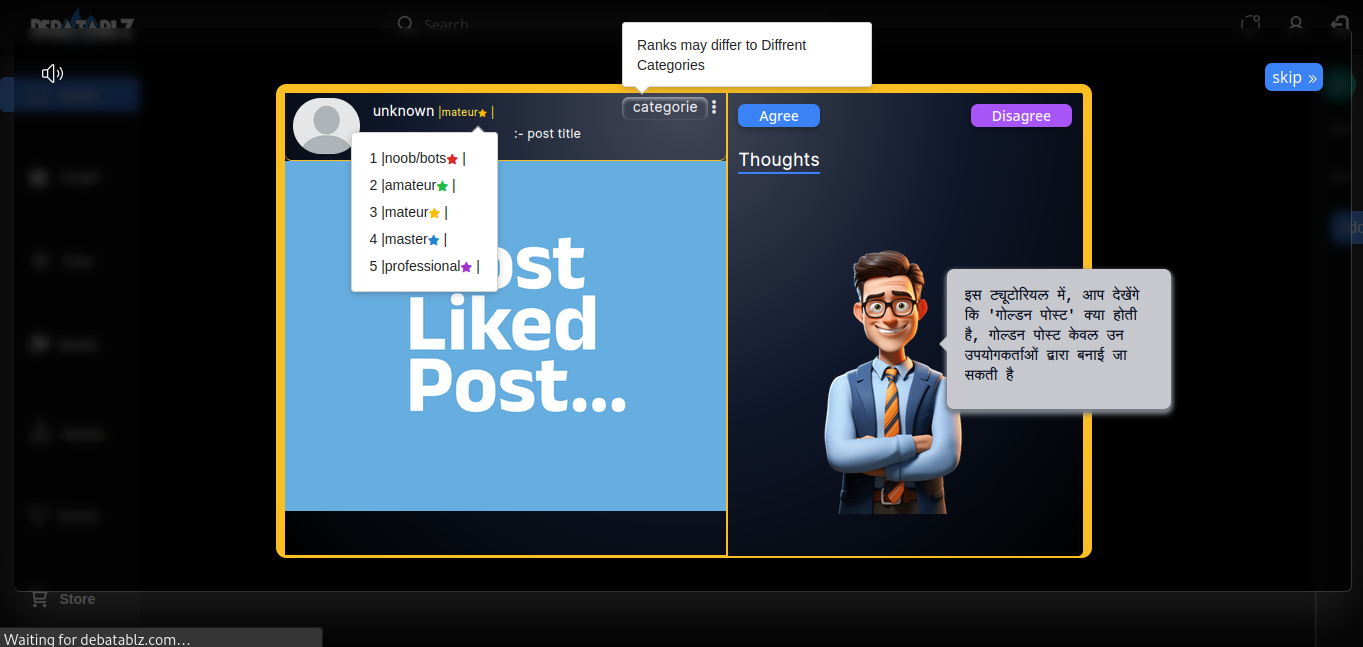 DEBATABLZ
Search
Ranks may differ to Diffrent
Categories
skip »
unknown |mateur⭐ |
categorie
:- post title
Agree
Disagree
Thoughts
1 |noob/bots★ |
2 |amateur★ |
3 |mateur★ |
4 |master★ |
5 |professional★ |
ost
Liked
Post...
इस ट्यूटोरियल में, आप देखेंगे
कि 'गोल्डन पोस्ट' क्या होती
है, गोल्डन पोस्ट केवल उन
उपयोगकर्ताओं द्वारा बनाई जा
सकती है
Store
Waiting for debatablz.com…